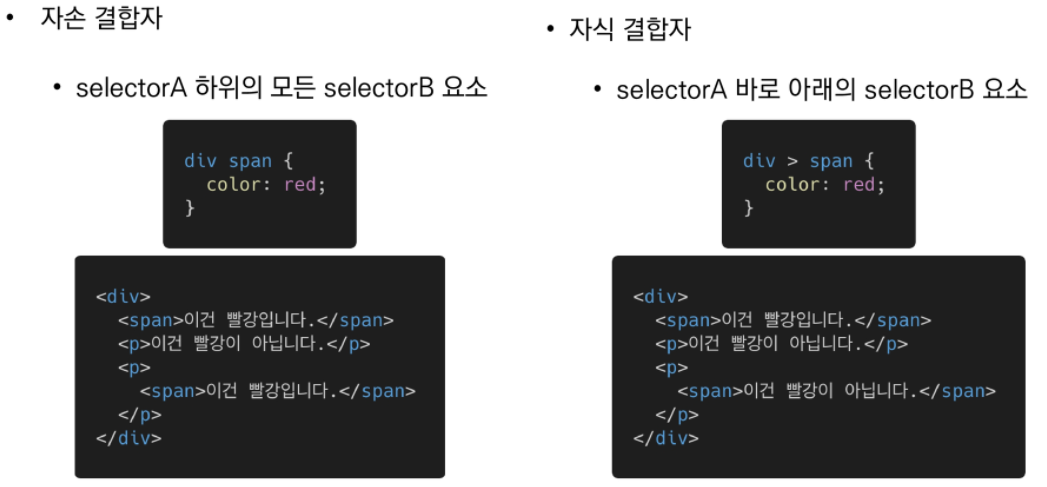 • 자손 결합자
• selectorA 하위의 모든 selectorB 요소
div span {
  color: red;
}
<div>
  <span>이건 빨강입니다.</span>
  <p>이건 빨강이 아닙니다.</p>
  <p>
    <span>이건 빨강입니다.</span>
  </p>
</div>
• 자식 결합자
• selectorA 바로 아래의 selectorB 요소
div > span {
  color: red;
}
<div>
  <span>이건 빨강입니다.</span>
  <p>이건 빨강이 아닙니다.</p>
  <p>
    <span>이건 빨강이 아닙니다.</span>
  </p>
</div>